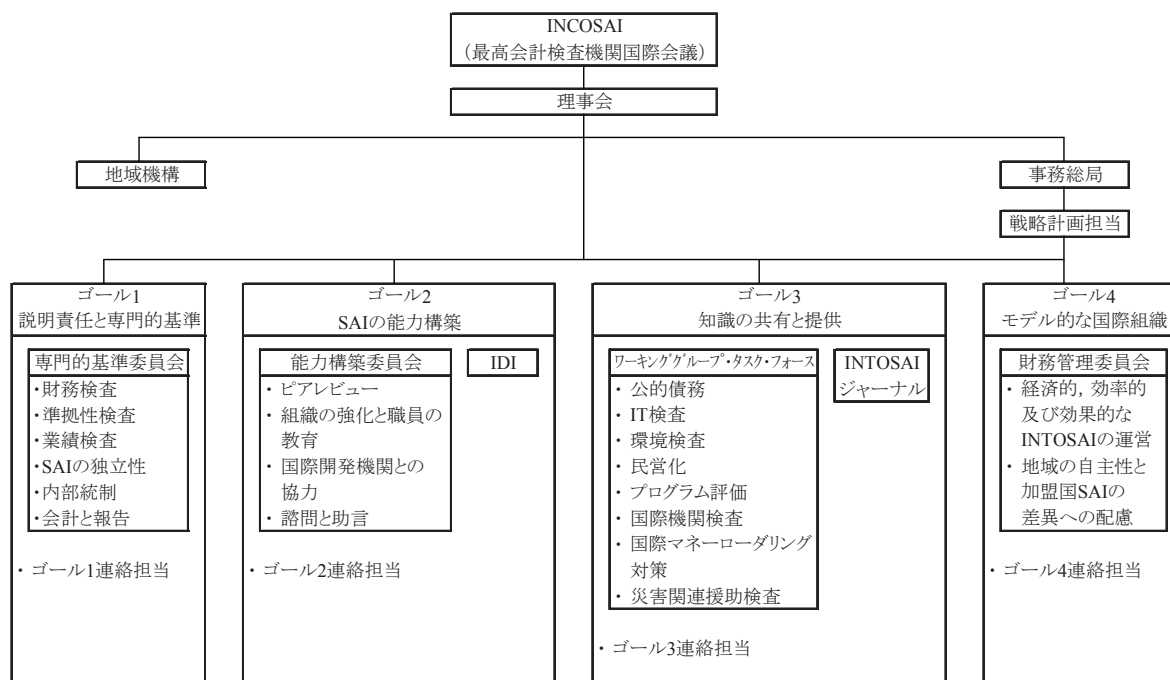 INCOSAI
（最高会計検査機関国際会議）
理事会
地域機構
事務総局
戦略計画担当
ゴール1
説明責任と専門的基準
専門的基準委員会
・財務検査
・準拠性検査
・業績検査
・SAIの独立性
・内部統制
・会計と報告
・ゴール1連絡担当
ゴール2
SAIの能力構築
能力構築委員会
・ピアレビュー
・組織の強化と職員の
教育
・国際開発機関との
協力
・諮問と助言
IDI
・ゴール2連絡担当
ゴール3
知識の共有と提供
ワーキンググループ・タスク・フォース
・公的債務
・IT検査
・環境検査
・民営化
・プログラム評価
・国際機関検査
・国際マネーローダリング
対策
・災害関連援助検査
INTOSAI
ジャーナル
・ゴール3連絡担当
ゴール4
モデル的な国際組織
財務管理委員会
・経済的，効率的
及び効果的な
INTOSAIの運営
・地域の自主性と
加盟国SAIの
差異への配慮
・ゴール4連絡担当